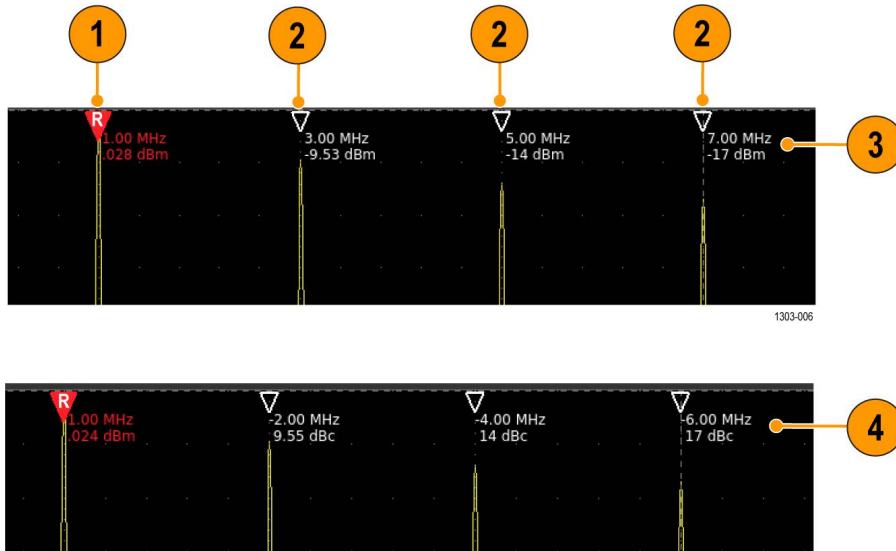 1
2
2
2
R
1.00 MHz
.028 dBm
3.00 MHz
-9.53 dBm
5.00 MHz
-14 dBm
7.00 MHz
-17 dBm
3
1303-006
R
1.00 MHz
.024 dBm
-2.00 MHz
9.55 dBc
-4.00 MHz
14 dBc
-6.00 MHz
17 dBc
4